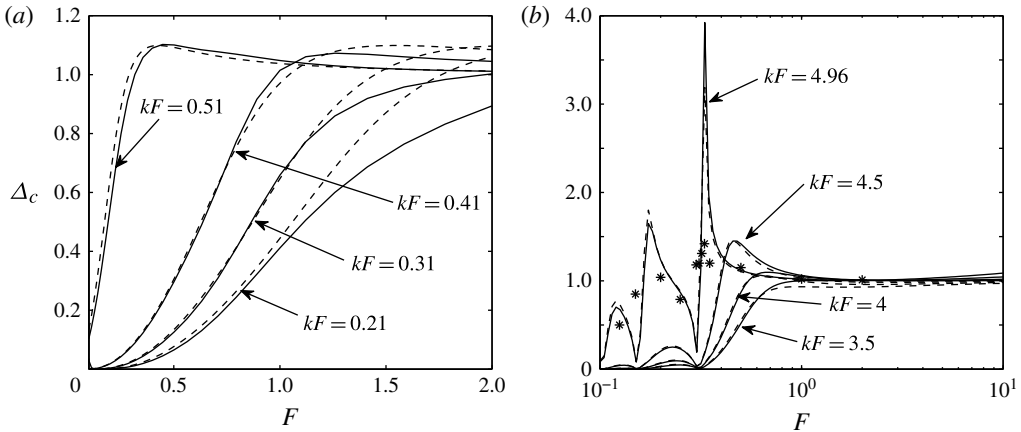 (a)
1.2
1.0
0.8
0.6
0.4
0.2
0
0.5
1.0
1.5
2.0
Δc
F
kF = 0.51
kF = 0.41
kF = 0.31
kF = 0.21
(b)
4.0
3.0
2.0
1.0
0
10⁻¹
10⁰
10¹
F
kF = 4.96
kF = 4.5
kF = 4
kF = 3.5